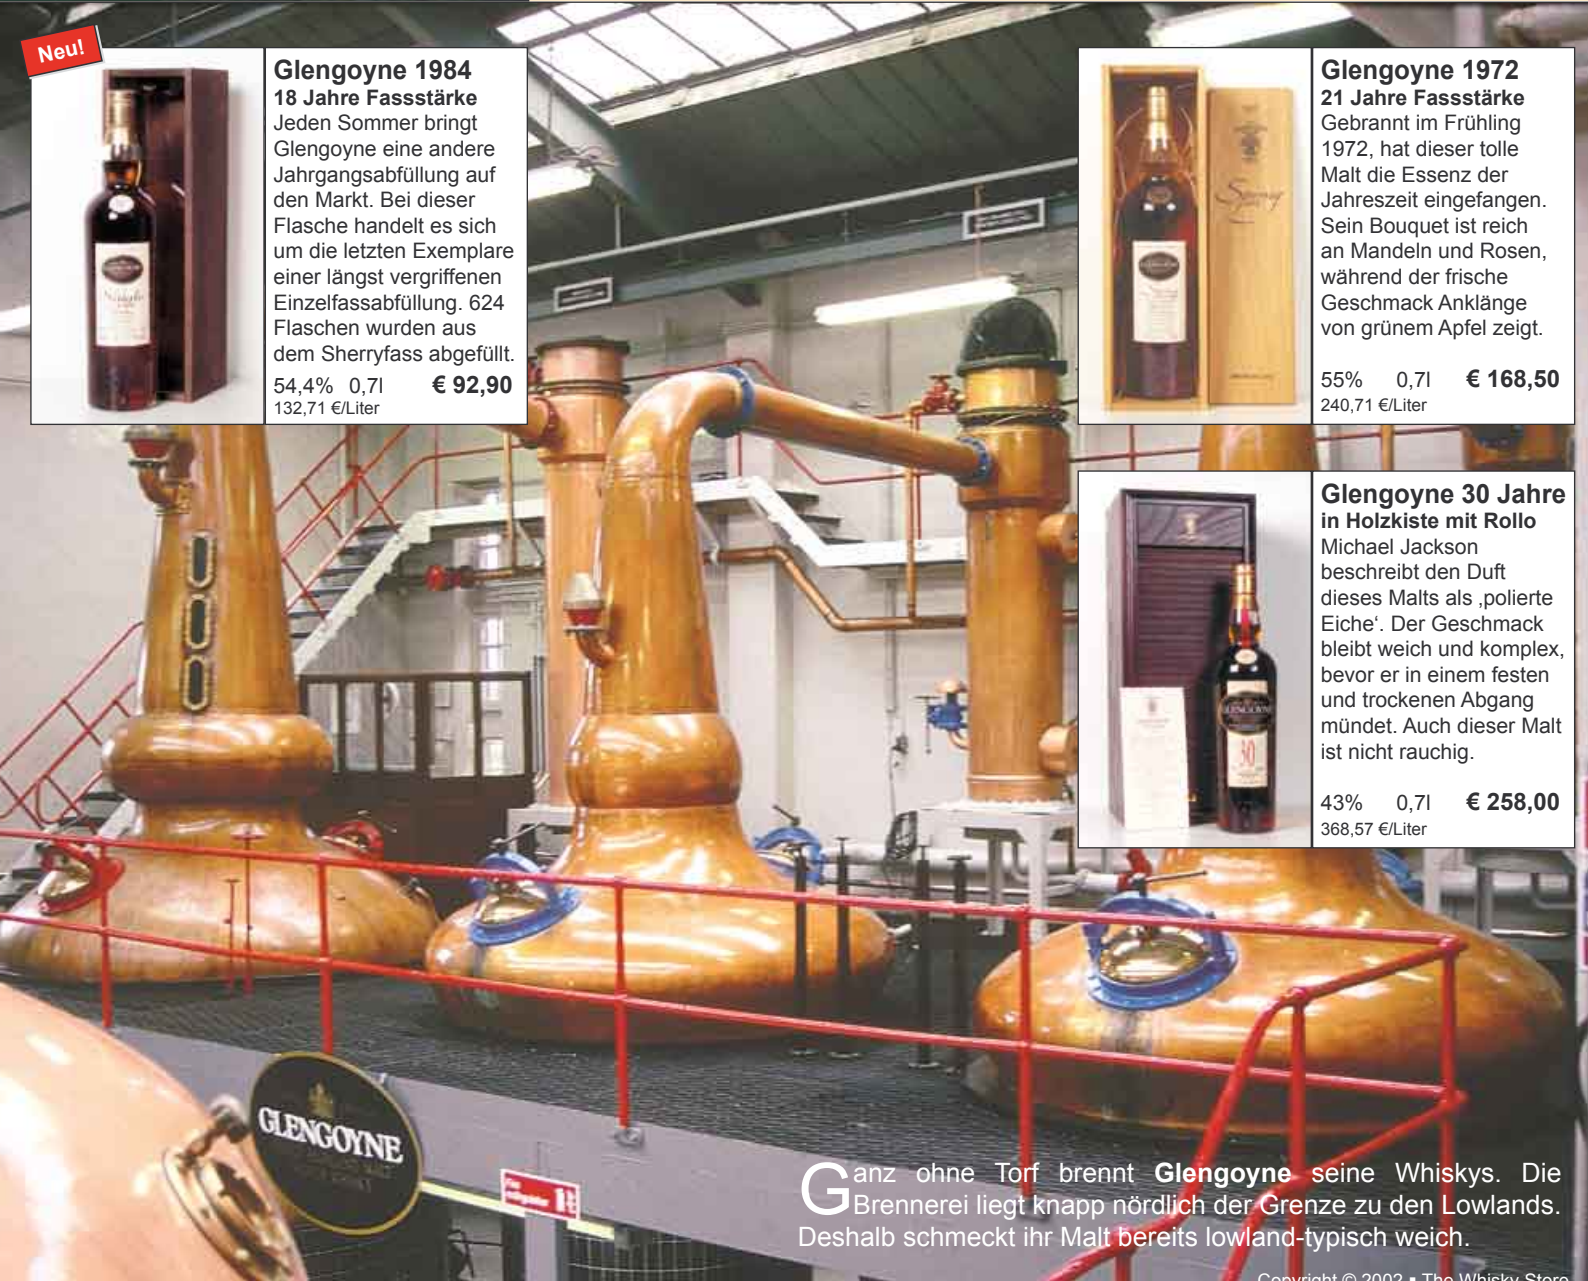 Neu!
Glengoyne 1984
18 Jahre Fassstärke
Jeden Sommer bringt
Glengoyne eine andere
Jahrgangsabfüllung auf
den Markt. Bei dieser
Flasche handelt es sich
um die letzten Exemplare
einer längst vergriffenen
Einzelfassabfüllung. 624
Flaschen wurden aus
dem Sherryfass abgefüllt.
54,4% 0,7l € 92,90
132,71 €/Liter
Glengoyne 1972
21 Jahre Fassstärke
Gebrannt im Frühling
1972, hat dieser tolle
Malt die Essenz der
Jahreszeit eingefangen.
Sein Bouquet ist reich
an Mandeln und Rosen,
während der frische
Geschmack Anklänge
von grünem Apfel zeigt.
55% 0,7l € 168,50
240,71 €/Liter
Spring
Glengoyne 30 Jahre
in Holzkiste mit Rollo
Michael Jackson
beschreibt den Duft
dieses Malts als ‚polierte
Eiche‘. Der Geschmack
bleibt weich und komplex,
bevor er in einem festen
und trockenen Abgang
mündet. Auch dieser Malt
ist nicht rauchig.
43% 0,7l € 258,00
368,57 €/Liter
GLENGOYNE
30
GLENGOYNE
Ganz ohne Torf brennt Glengoyne seine Whiskys. Die
Brennerei liegt knapp nördlich der Grenze zu den Lowlands.
Deshalb schmeckt ihr Malt bereits lowland-typisch weich.
Copyright © 2002 ▪ The Whisky Store